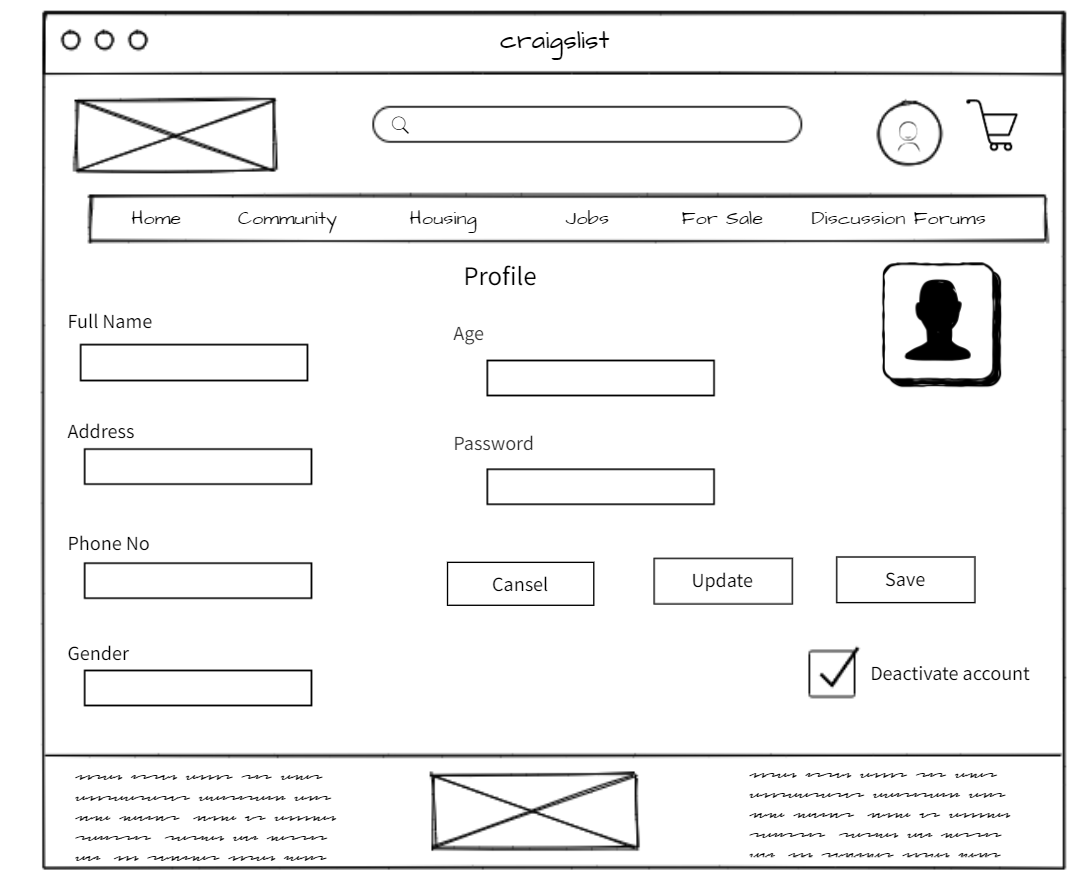 craigslist
Home Community Housing Jobs For Sale Discussion Forums
Profile
Full Name
Age
Address
Password
Phone No
Cansel Update Save
Gender
Deactivate account